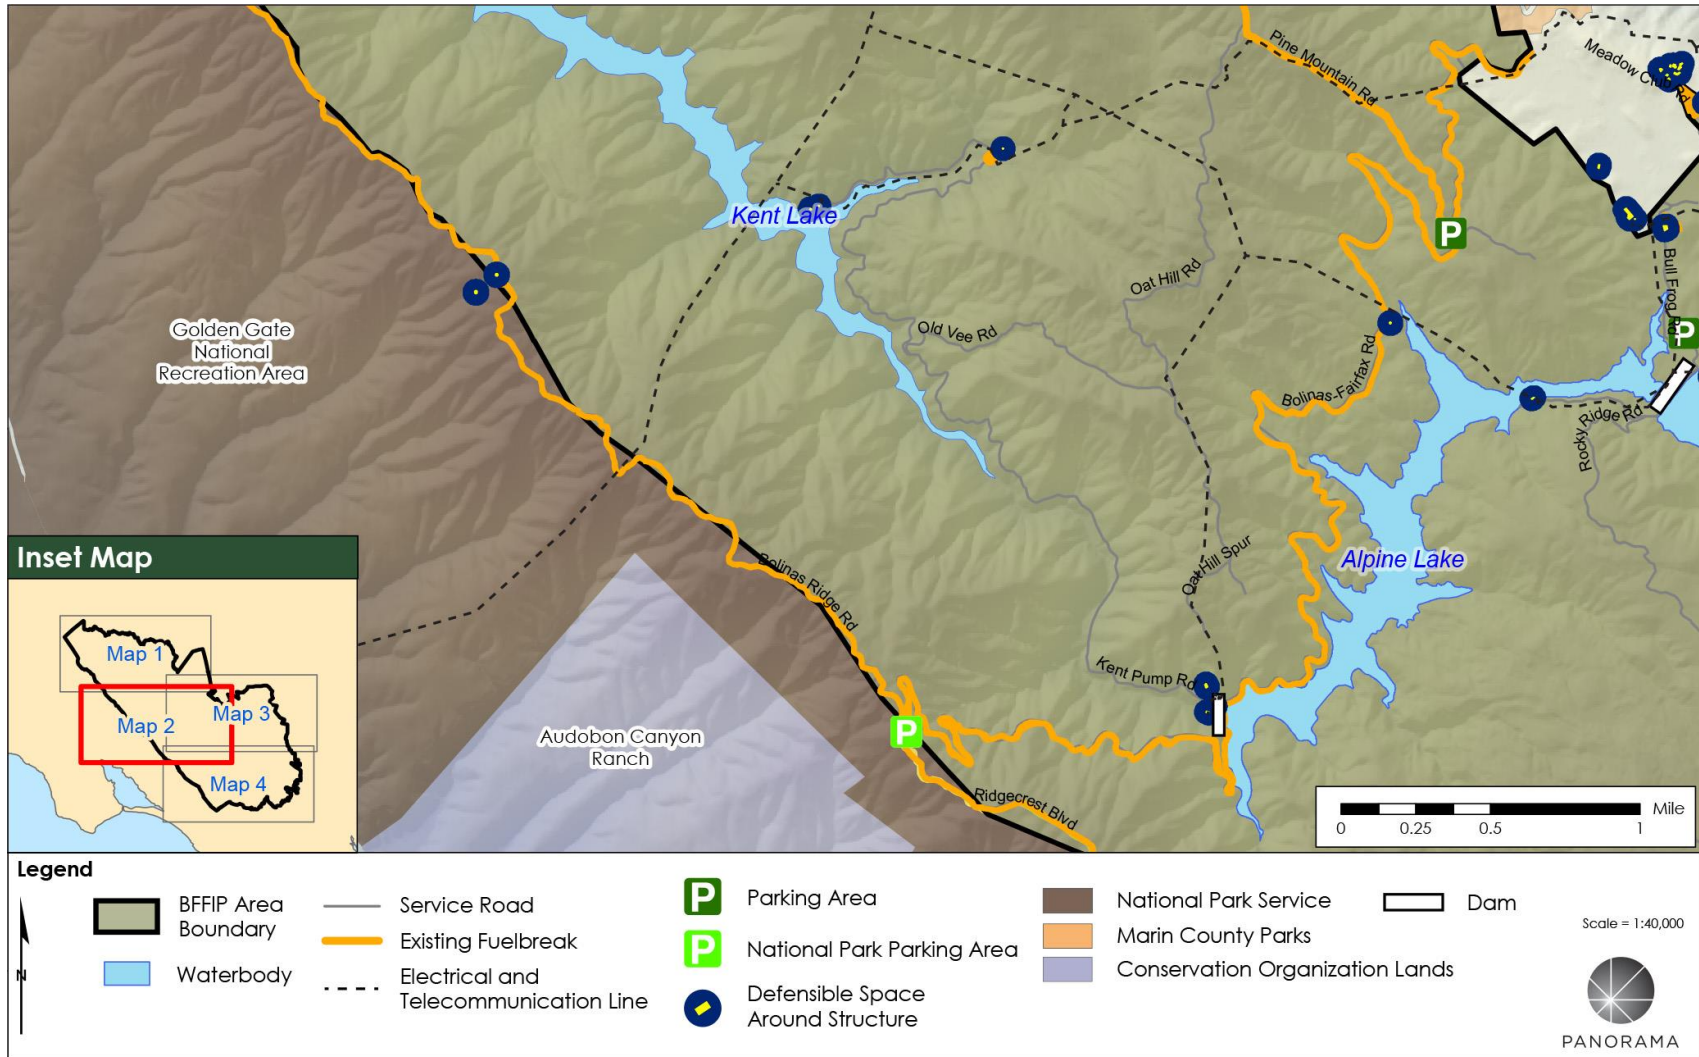 Pine Mountain Rd
Meadow Club Rd
Kent Lake
Oat Hill Rd
Bull Frog Rd
P
P
Golden Gate
National
Recreation Area
Old Vee Rd
Bolinas-Fairfax Rd
Rocky Ridge Rd
Alpine Lake
Oat Hill Spur
Bolinas Ridge Rd
Kent Pump Rd
P
Audobon Canyon
Ranch
Ridgecrest Blvd
Inset Map
Map 1
Map 2
Map 3
Map 4
Mile
0 0.25 0.5 1
Legend
N
BFFIP Area
Boundary
Waterbody
Service Road
Existing Fuelbreak
Electrical and
Telecommunication Line
P
Parking Area
P
National Park Parking Area
Defensible Space
Around Structure
National Park Service
Marin County Parks
Conservation Organization Lands
Dam
Scale = 1:40,000
PANORAMA